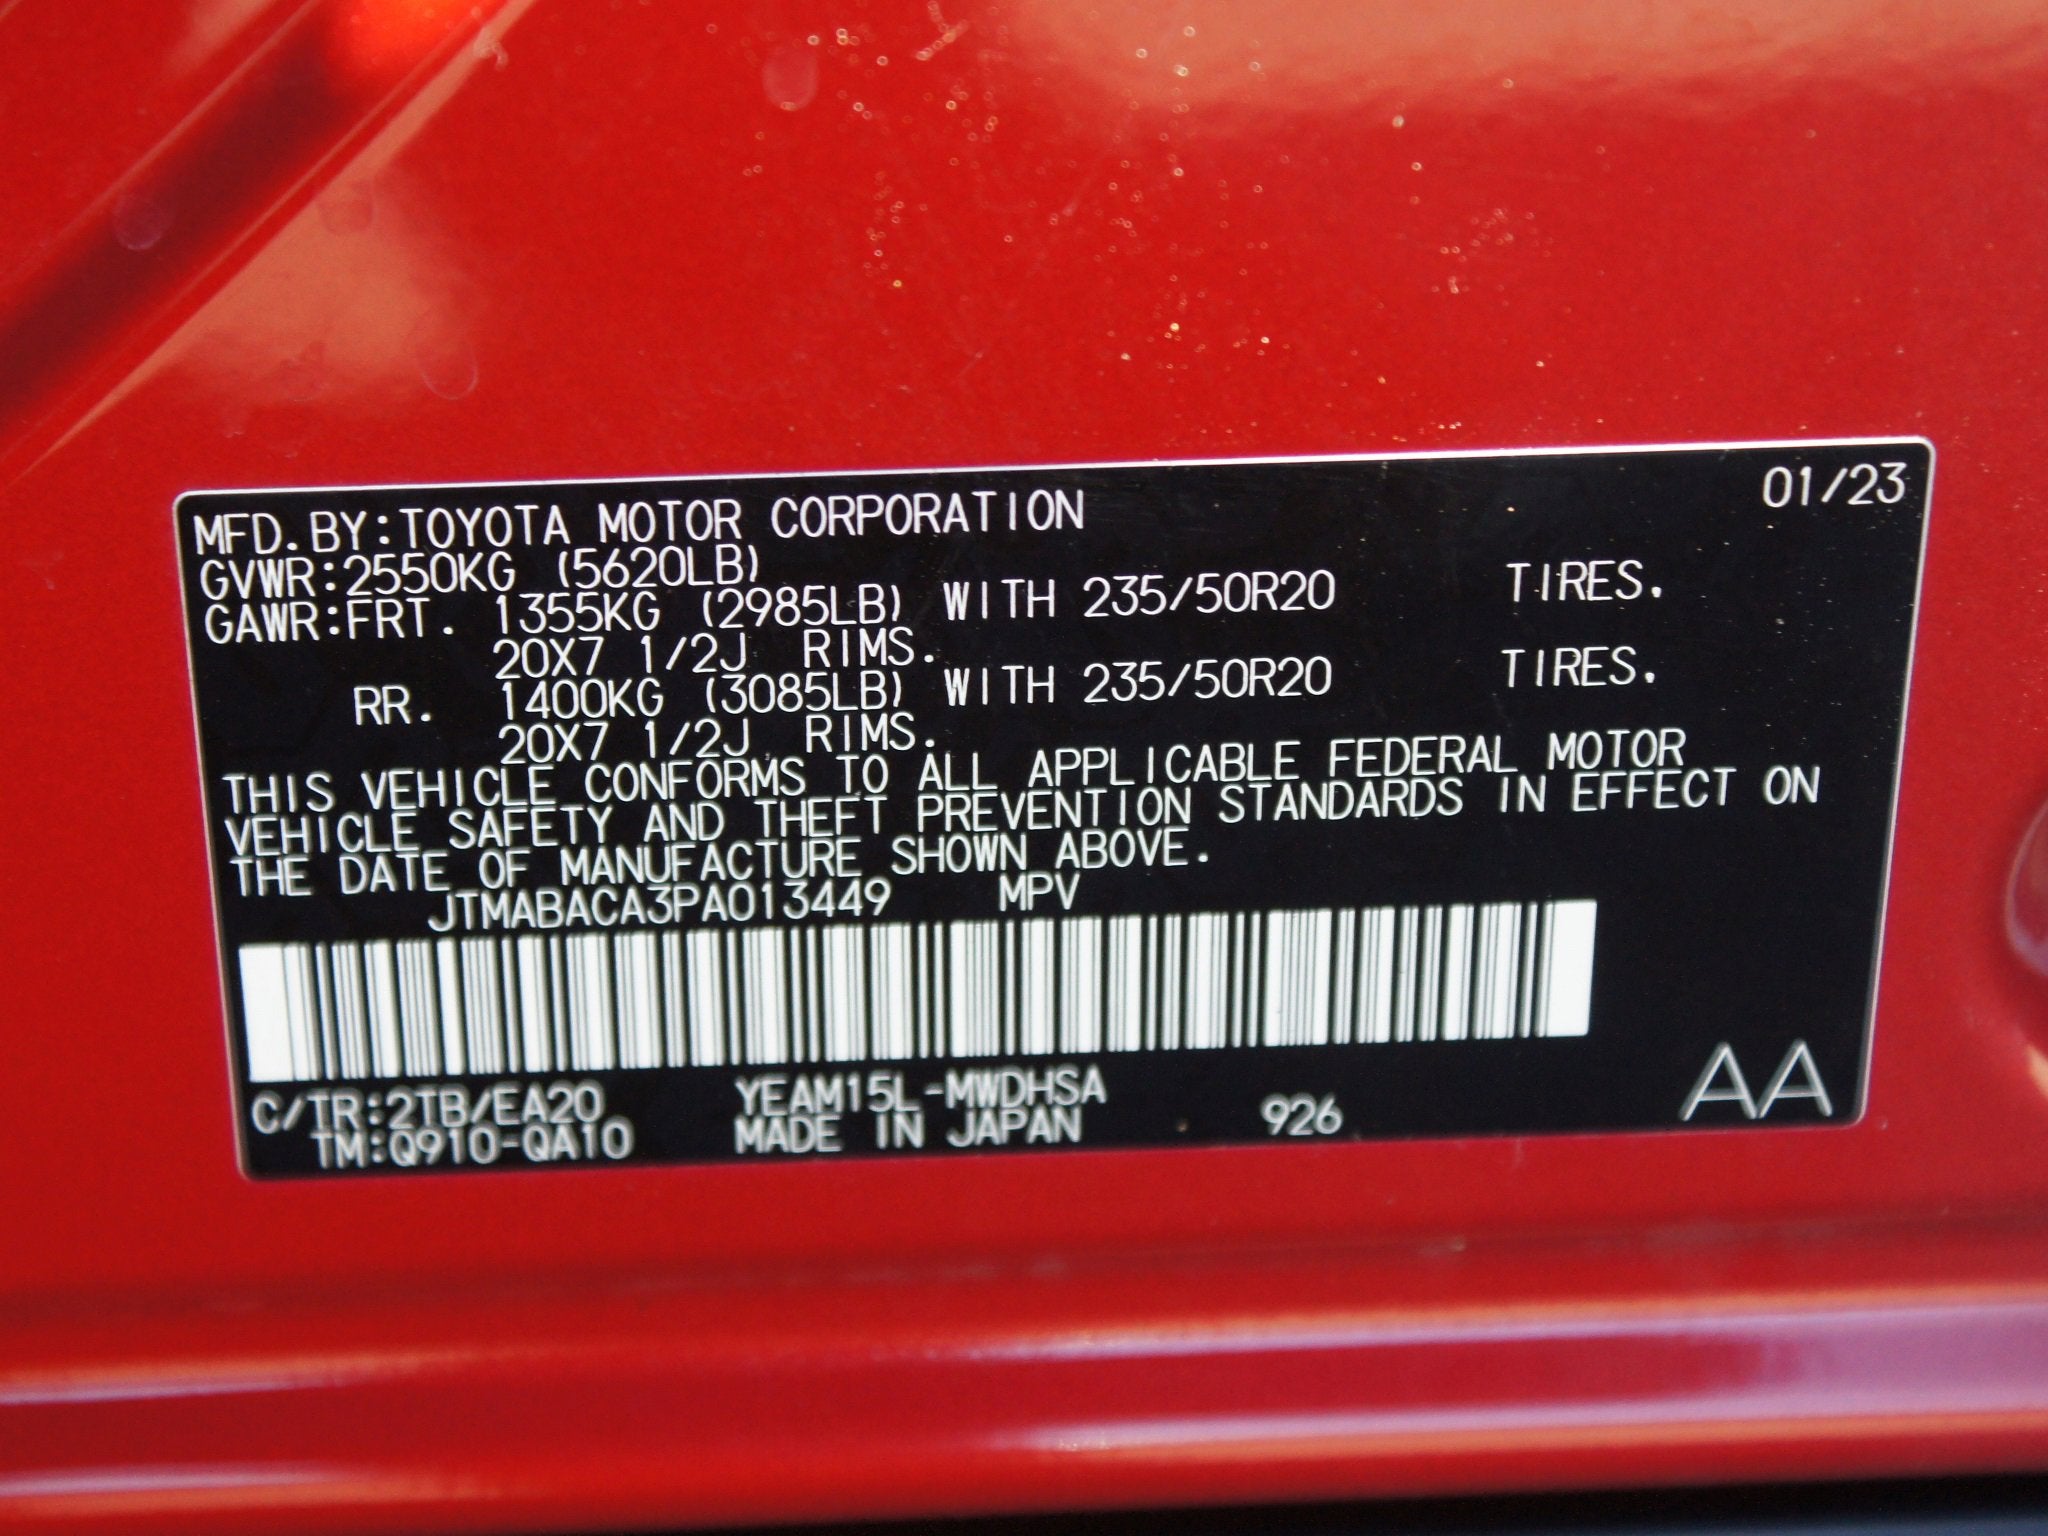 01/23
MFD.BY:TOYOTA MOTOR CORPORATION
GVWR:2550KG (5620LB)
GAWR:FRT. 1355KG (2985LB) WITH 235/50R20 TIRES.
20X7 1/2J RIMS.
RR. 1400KG (3085LB) WITH 235/50R20 TIRES.
20X7 1/2J RIMS.
THIS VEHICLE CONFORMS TO ALL APPLICABLE FEDERAL MOTOR
VEHICLE SAFETY AND THEFT PREVENTION STANDARDS IN EFFECT ON
THE DATE OF MANUFACTURE SHOWN ABOVE.
JTMABACA3PA013449 MPV
C/TR:2TB/EA20 YEAM15L-MWDHSA 926 AA
TM:Q910-QA10 MADE IN JAPAN